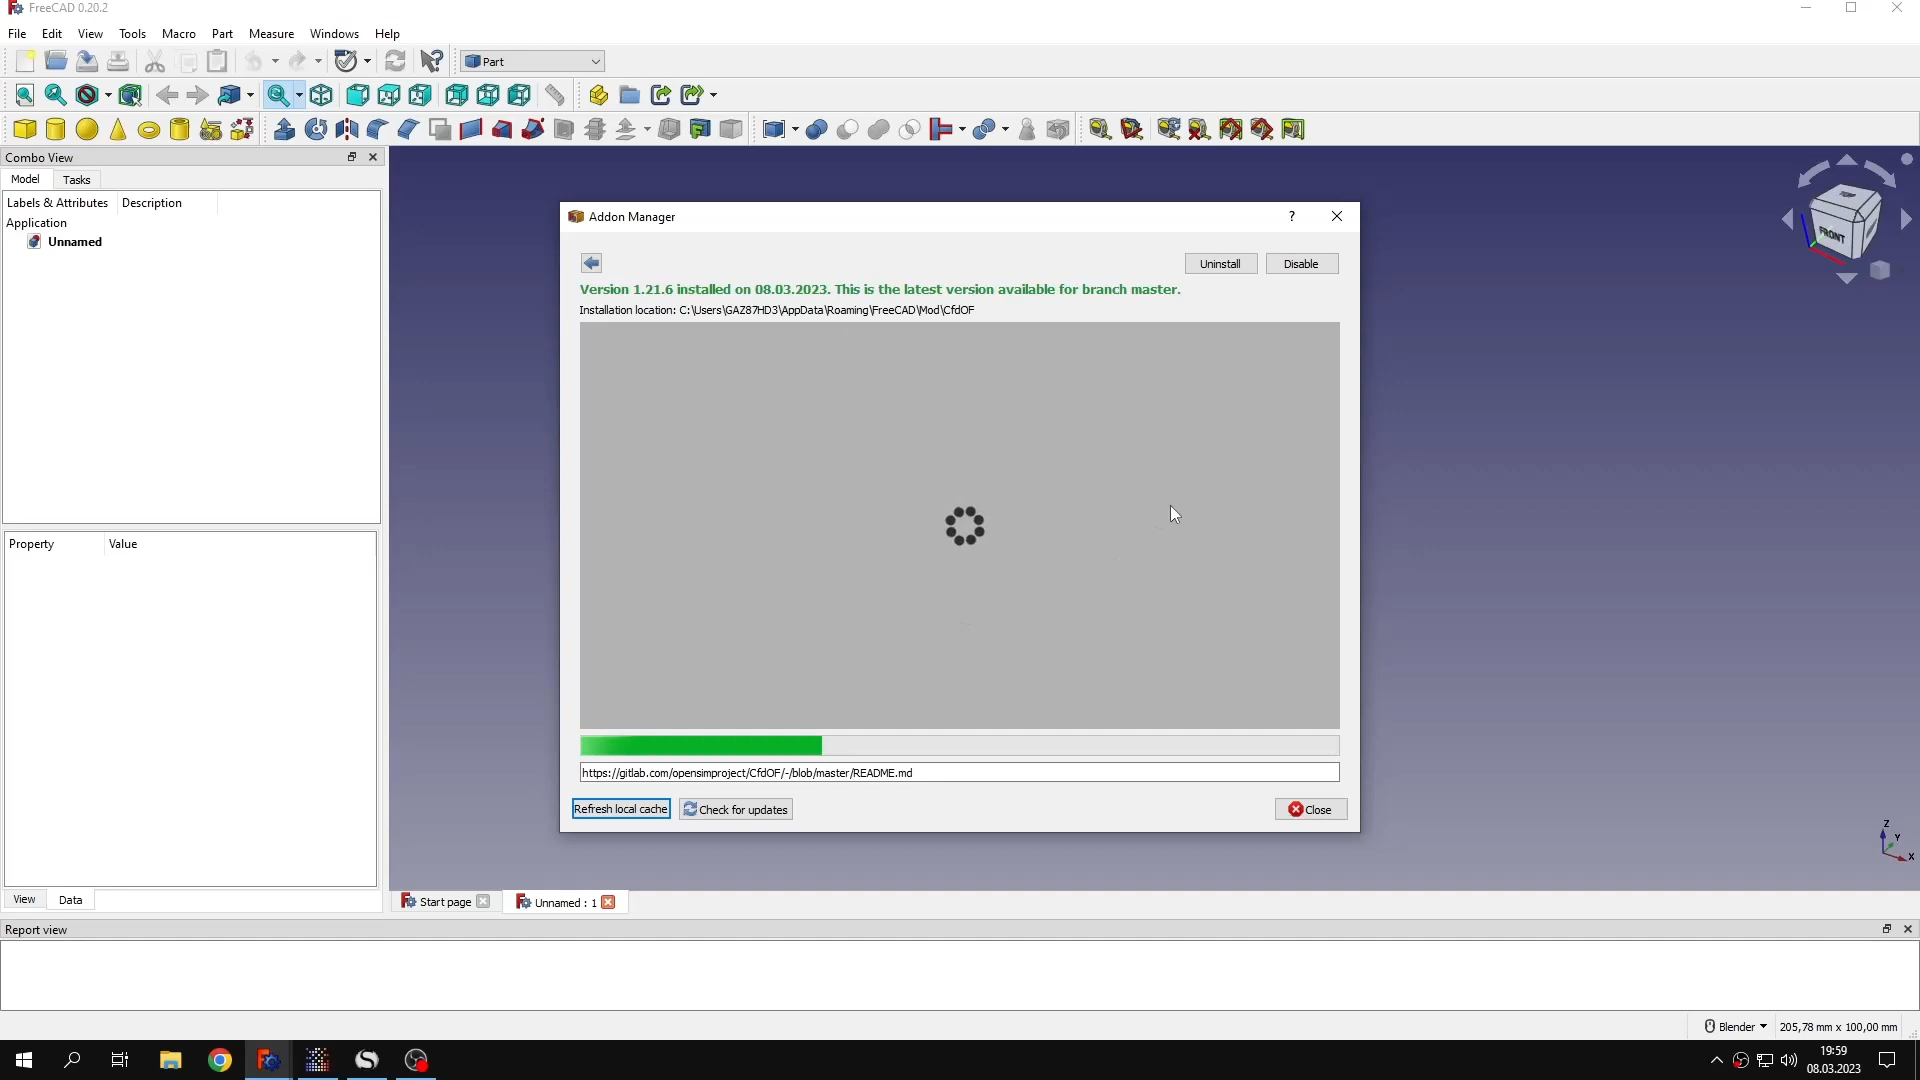 FreeCAD 0.20.2
File Edit View Tools Macro Part Measure Windows Help
Part
Combo View
Model Tasks
Labels & Attributes Description
Application
Unnamed
Property Value
View Data
Addon Manager
?
Uninstall Disable
Version 1.21.6 installed on 08.03.2023. This is the latest version available for branch master.
Installation location: C:\Users\GAZ87HD3\AppData\Roaming\FreeCAD\Mod\CfdOF
https://gitlab.com/opensimproject/CfdOF/-/blob/master/README.md
Refresh local cache Check for updates Close
FRONT
Z
Y
X
Start page Unnamed : 1
Report view
Blender 205,78 mm x 100,00 mm
19:59
08.03.2023